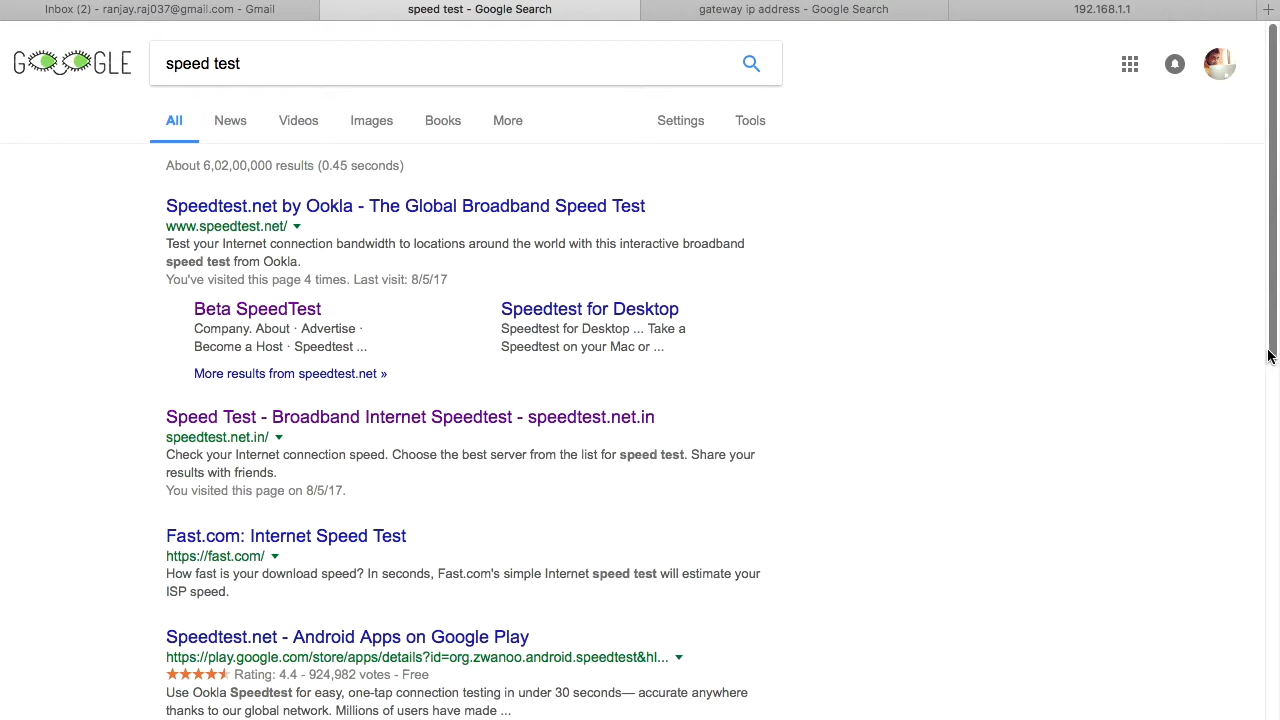 Inbox (2) - ranjay.raj037@gmail.com - Gmail
speed test - Google Search
gateway ip address - Google Search
192.168.1.1
GOOGLE
speed test
All News Videos Images Books More Settings Tools
About 6,02,00,000 results (0.45 seconds)
Speedtest.net by Ookla - The Global Broadband Speed Test
www.speedtest.net/
Test your Internet connection bandwidth to locations around the world with this interactive broadband
speed test from Ookla.
You've visited this page 4 times. Last visit: 8/5/17
Beta SpeedTest
Company. About · Advertise ·
Become a Host · Speedtest ...
Speedtest for Desktop
Speedtest for Desktop ... Take a
Speedtest on your Mac or ...
More results from speedtest.net »
Speed Test - Broadband Internet Speedtest - speedtest.net.in
speedtest.net.in/
Check your Internet connection speed. Choose the best server from the list for speed test. Share your
results with friends.
You visited this page on 8/5/17.
Fast.com: Internet Speed Test
https://fast.com/
How fast is your download speed? In seconds, Fast.com's simple Internet speed test will estimate your
ISP speed.
Speedtest.net - Android Apps on Google Play
https://play.google.com/store/apps/details?id=org.zwanoo.android.speedtest&hl...
Rating: 4.4 - 924,982 votes - Free
Use Ookla Speedtest for easy, one-tap connection testing in under 30 seconds— accurate anywhere
thanks to our global network. Millions of users have made ...